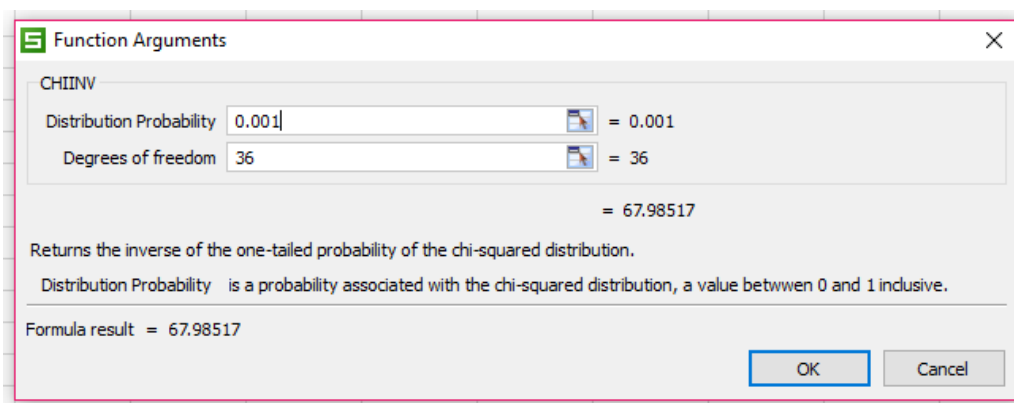 Function Arguments
CHIINV
Distribution Probability 0.001 = 0.001
Degrees of freedom 36 = 36
= 67.98517
Returns the inverse of the one-tailed probability of the chi-squared distribution.
Distribution Probability is a probability associated with the chi-squared distribution, a value betwwen 0 and 1 inclusive.
Formula result = 67.98517
OK Cancel